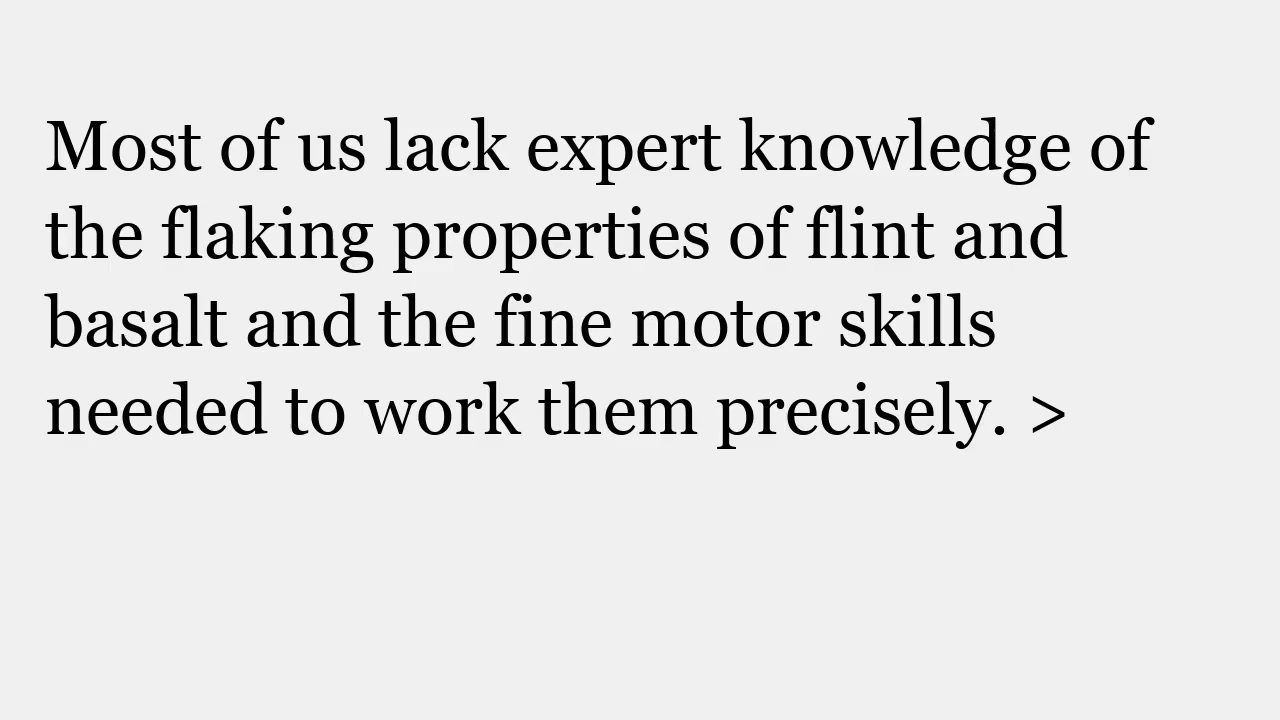 Most of us lack expert knowledge of
the flaking properties of flint and
basalt and the fine motor skills
needed to work them precisely. >